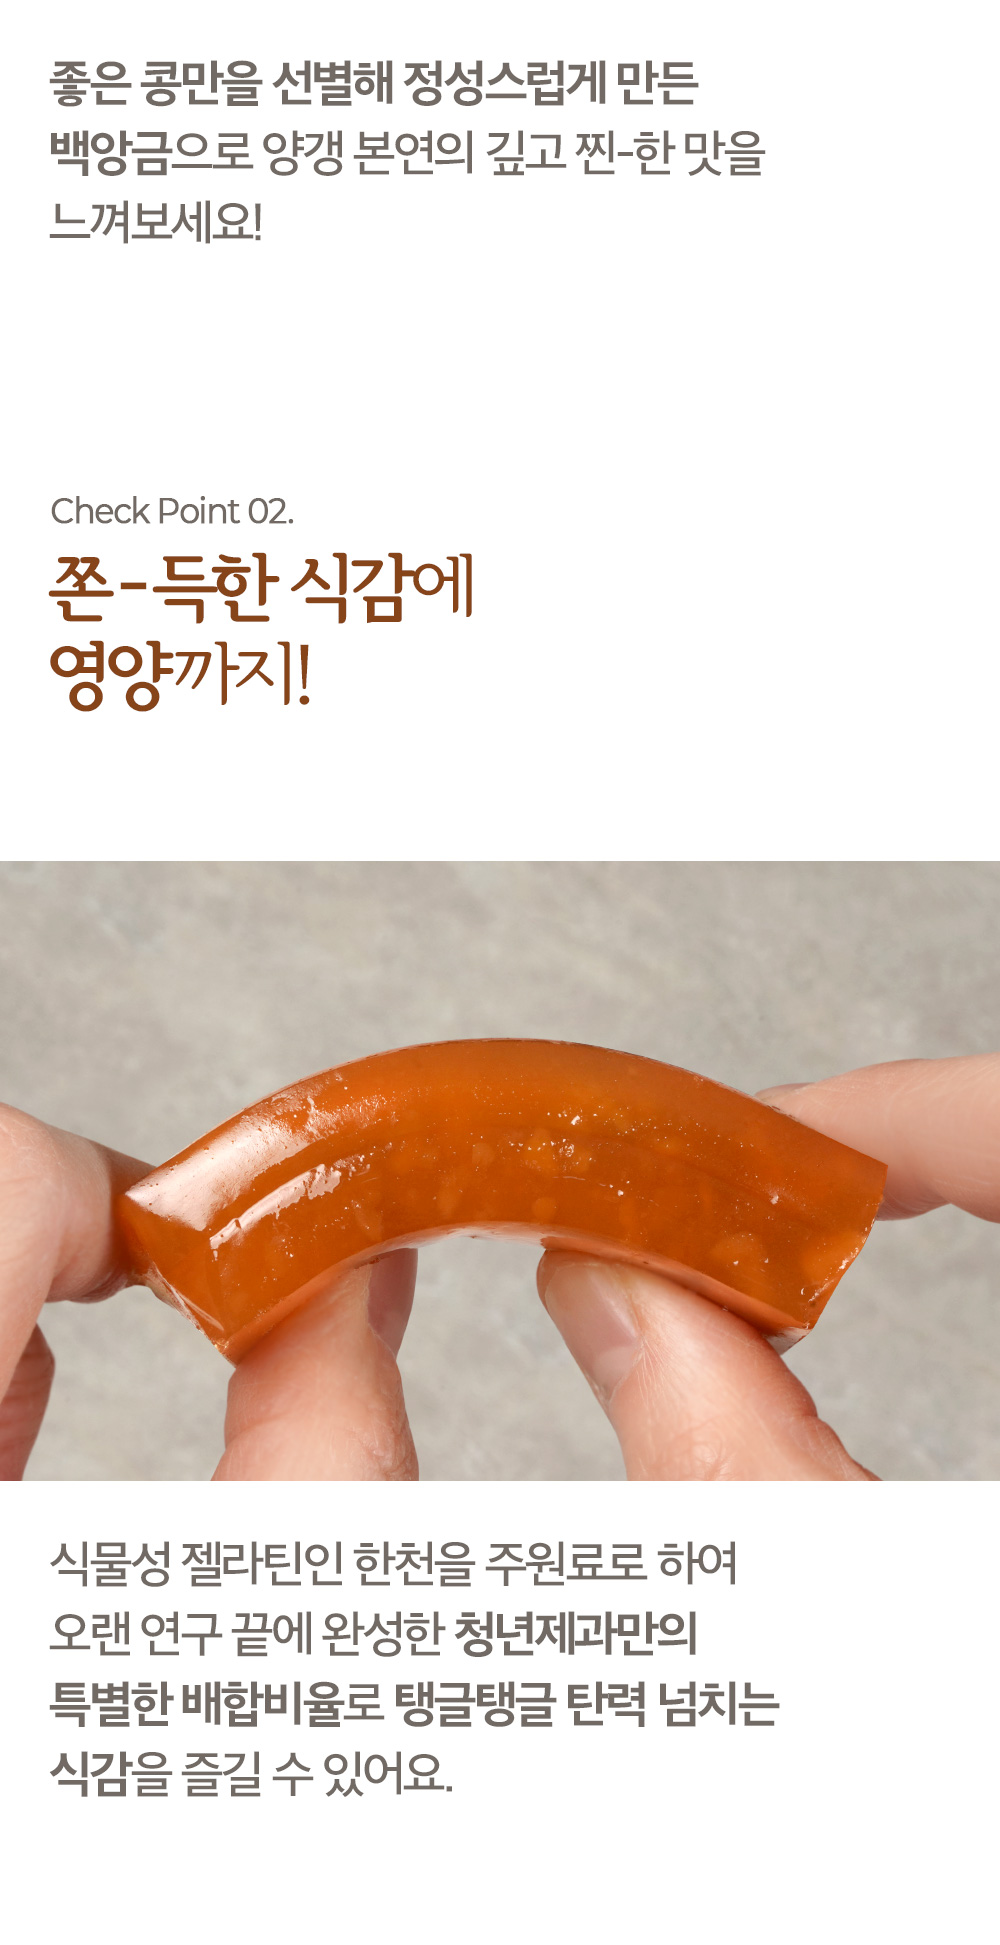 좋은 콩만을 선별해 정성스럽게 만든
백앙금으로 양갱 본연의 깊고 찐-한 맛을
느껴보세요!
Check Point 02.
쫀-득한 식감에
영양까지!
식물성 젤라틴인 한천을 주원료로 하여
오랜 연구 끝에 완성한 청년제과만의
특별한 배합비율로 탱글탱글 탄력 넘치는
식감을 즐길 수 있어요.